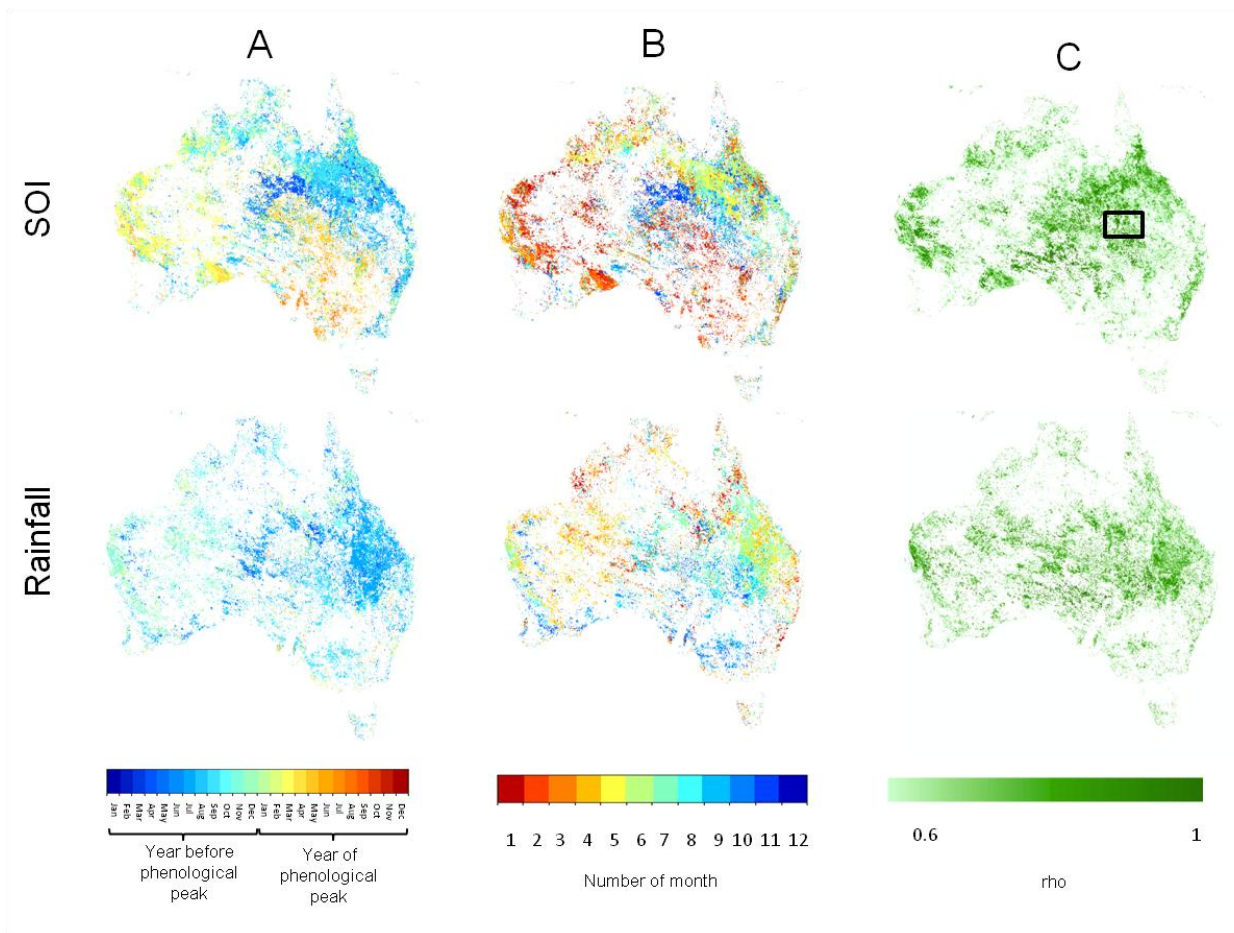 A B C
SOI
Rainfall
Jan Feb Mar Apr May Jun Jul Aug Sep Oct Nov Dec Jan Feb Mar Apr May Jun Jul Aug Sep Oct Nov Dec
1 2 3 4 5 6 7 8 9 10 11 12
0.6 1
Year before
phenological
peak
Year of
phenological
peak
Number of month
rho